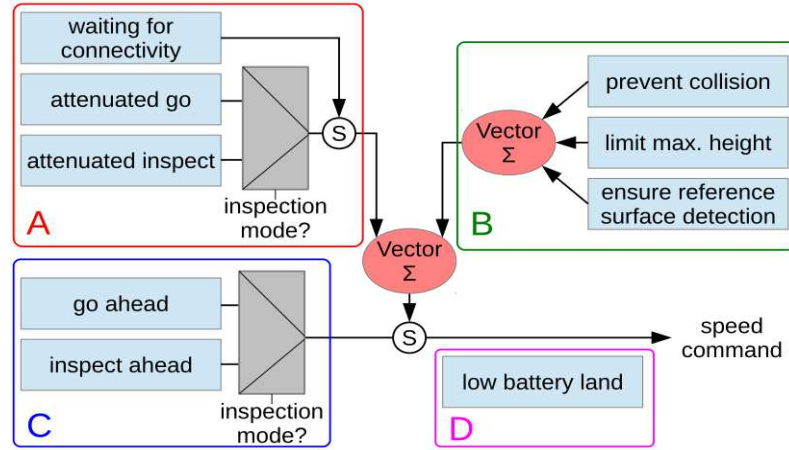 waiting for
connectivity
attenuated go
attenuated inspect
S
inspection
mode?
A
prevent collision
limit max. height
ensure reference
surface detection
Vector
Σ
B
Vector
Σ
go ahead
inspect ahead
inspection
mode?
C
S
speed
command
low battery land
D